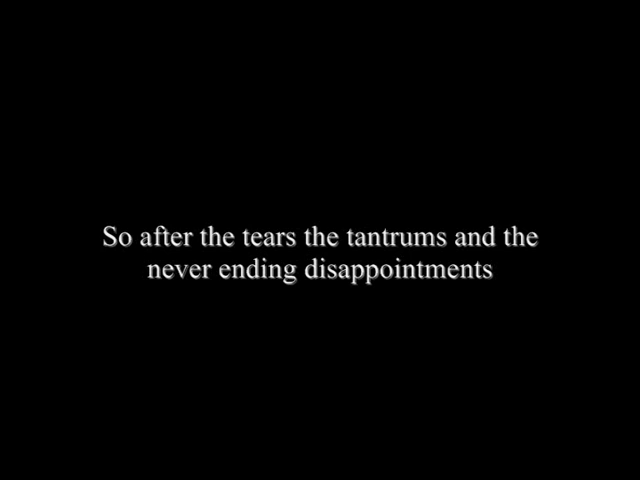 So after the tears the tantrums and the
never ending disappointments